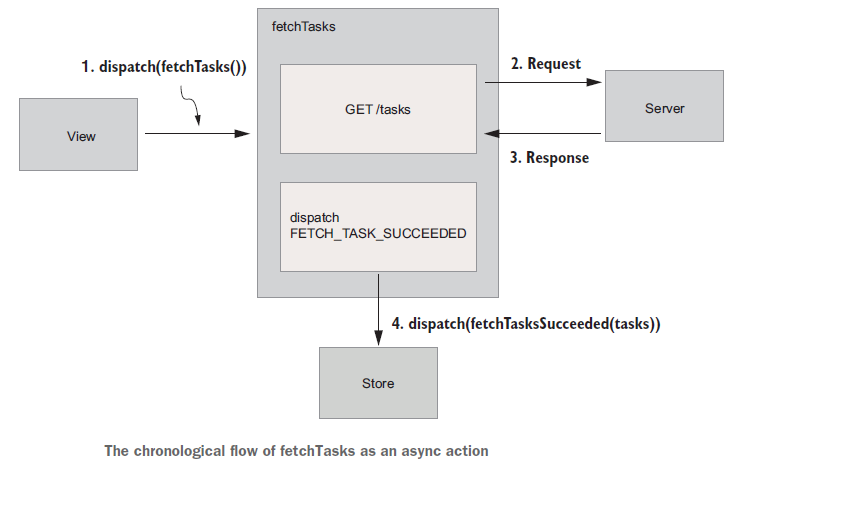 fetchTasks
1. dispatch(fetchTasks())
2. Request
GET /tasks
Server
View
3. Response
dispatch
FETCH_TASK_SUCCEEDED
4. dispatch(fetchTasksSucceeded(tasks))
Store
The chronological flow of fetchTasks as an async action